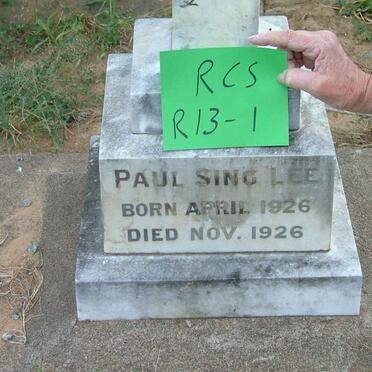 RCS
R13-1
PAUL SING LEE
BORN APRIL 1926
DIED NOV. 1926